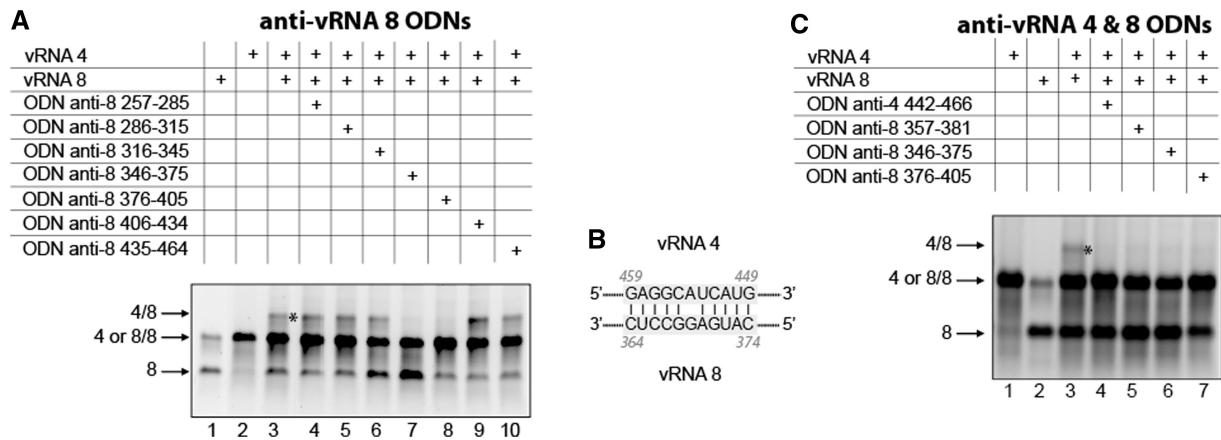 A
anti-vRNA 8 ODNs
vRNA 4 + + + + + + + + +
vRNA 8 + + + + + + + + +
ODN anti-8 257-285 +
ODN anti-8 286-315 +
ODN anti-8 316-345 +
ODN anti-8 346-375 +
ODN anti-8 376-405 +
ODN anti-8 406-434 +
ODN anti-8 435-464 +
4/8 *
4 or 8/8
8
1 2 3 4 5 6 7 8 9 10
B
vRNA 4
459 449
5' GAGGCAUCAUG 3'
3' CUCCGGAGUAC 5'
364 374
vRNA 8
C
anti-vRNA 4 & 8 ODNs
vRNA 4 + + + + + +
vRNA 8 + + + + + +
ODN anti-4 442-466 +
ODN anti-8 357-381 +
ODN anti-8 346-375 +
ODN anti-8 376-405 +
4/8 *
4 or 8/8
8
1 2 3 4 5 6 7